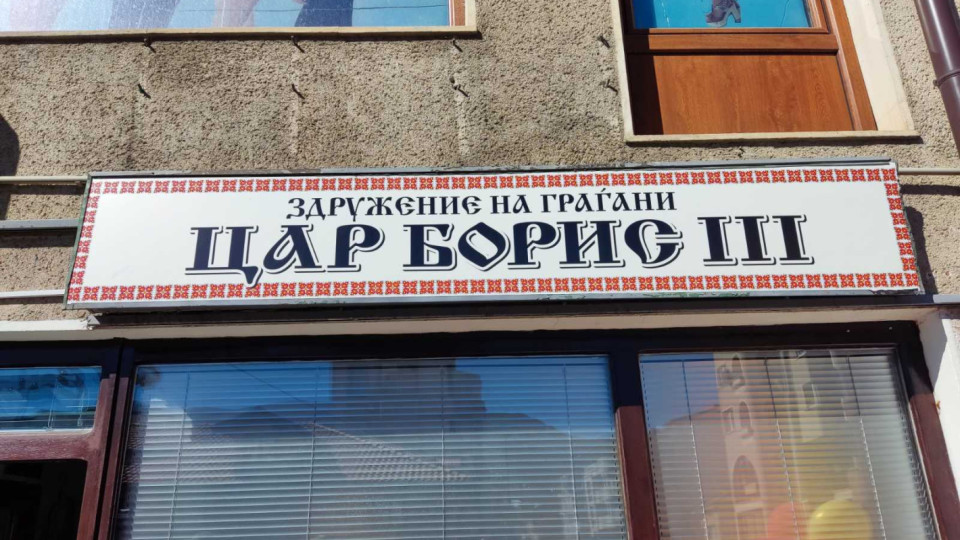 ЗДРУЖЕНИЕ НА ГРАЃАНИ
ЦАР БОРИС III